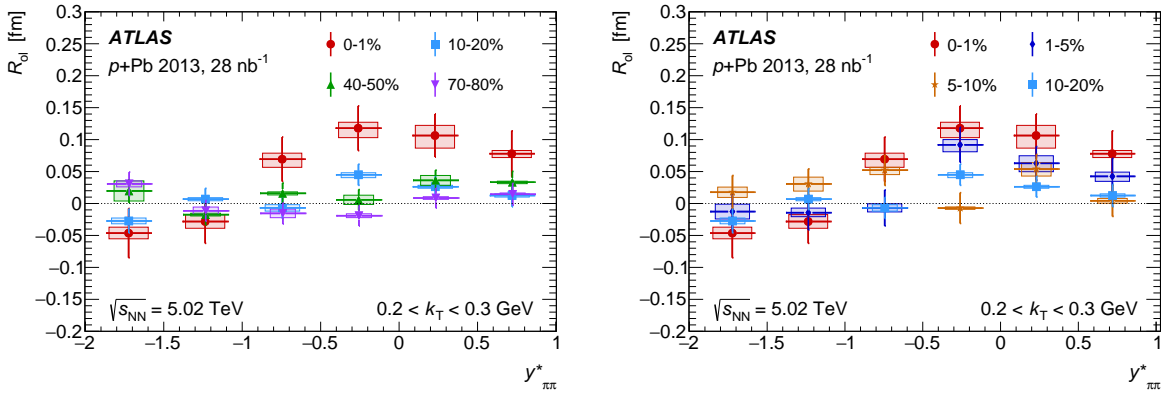 ATLAS
p+Pb 2013, 28 nb⁻¹
0-1%
10-20%
40-50%
70-80%
R_ol [fm]
0.3
0.25
0.2
0.15
0.1
0.05
0
−0.05
−0.1
−0.15
−0.2
√s_NN = 5.02 TeV
0.2 < k_T < 0.3 GeV
−2 −1.5 −1 −0.5 0 0.5 1
y*_ππ
ATLAS
p+Pb 2013, 28 nb⁻¹
0-1%
1-5%
5-10%
10-20%
R_ol [fm]
0.3
0.25
0.2
0.15
0.1
0.05
0
−0.05
−0.1
−0.15
−0.2
√s_NN = 5.02 TeV
0.2 < k_T < 0.3 GeV
−2 −1.5 −1 −0.5 0 0.5 1
y*_ππ